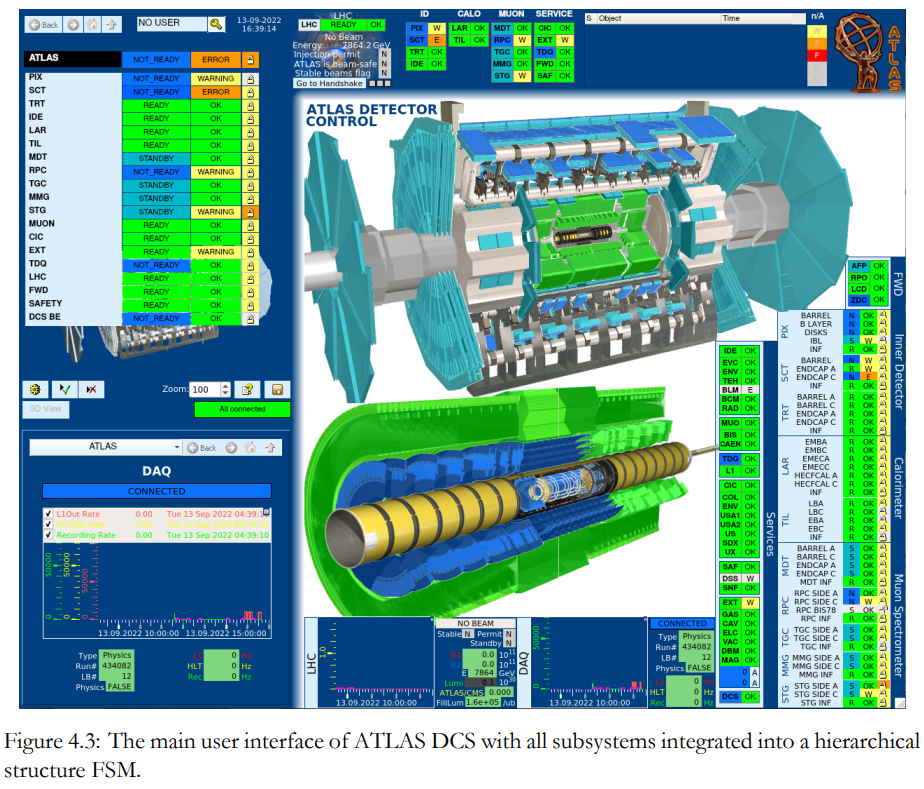 Back
NO USER
13-09-2022
16:39:14
ATLAS NOT_READY ERROR
PIX NOT_READY WARNING
SCT NOT_READY ERROR
TRT READY OK
IDE READY OK
LAR READY OK
TIL READY OK
MDT STANDBY OK
RPC NOT_READY WARNING
TGC STANDBY OK
MMG STANDBY OK
STG STANDBY WARNING
MUON READY OK
CIC READY OK
EXT READY WARNING
TDQ NOT_READY OK
LHC READY OK
FWD READY OK
SAFETY READY OK
DCS BE NOT_READY OK
Zoom: 100
3D View
All connected
ATLAS Back
DAQ
CONNECTED
L1Out Rate 0.00 Tue 13 Sep 2022 04:39:1
Recording Rate 0.00 Tue 13 Sep 2022 04:39:10
50000 50000 50000
13.09.2022 10:00:00 13.09.2022 15:00:00
Type Physics L1 0 Hz
Run# 434082 HLT 0 Hz
LB# 12 Rec 0 Hz
Physics FALSE
LHC
LHC READY OK
No Beam
Energy: 7864.2 GeV
Injection permit N
ATLAS is beam-safe N
Stable beams flag N
Go to Handshake
ID CALO MUON SERVICE
PIX W LAR OK MDT OK CIC OK
SCT E TIL OK RPC W EXT W
TRT OK TGC OK TDQ OK
IDE OK MMG OK FWD OK
STG W SAF OK
S Object Time
n/A
W
E
F
ATLAS
ATLAS DETECTOR
CONTROL
AFP OK
RPO OK
LCD OK
ZDC OK
FWD
IDE OK
EVC OK
ENV OK
TEH OK
BLM E
BCM OK
RAD OK
MUO OK
BIS OK
CAEN OK
TDQ OK
L1 OK
CIC OK
COL OK
ENV OK
USA1 OK
USA2 OK
US OK
SDX OK
UX OK
SAF OK
DSS W
SNF OK
EXT W
GAS OK
CAV OK
ELC OK
VAC OK
DBM OK
MAG OK
0 A
0 A
DCS OK
Services
PIX
BARREL N OK
B LAYER N OK
DISKS N OK
IBL S W
INF R OK
SCT
BARREL N W
ENDCAP A R W
ENDCAP C N E
INF R OK
TRT
BARREL A R OK
BARREL C R OK
ENDCAP A R OK
ENDCAP C R OK
INF R OK
Inner Detector
LAR
EMBA R OK
EMBC R OK
EMECA R OK
EMECC R OK
HECFCAL A R OK
HECFCAL C R OK
INF R OK
TIL
LBA R OK
LBC R OK
EBA R OK
EBC R OK
INF R OK
Calorimeter
MDT
BARREL A S OK
BARREL C S OK
ENDCAP A S OK
ENDCAP C S OK
MDT INF R OK
RPC
RPC SIDE A N OK
RPC SIDE C N W
RPC BIS78 S OK
RPC INF R OK
TGC
TGC SIDE A S OK
TGC SIDE C S OK
TGC INF R OK
MMG
MMG SIDE A S OK
MMG SIDE C S OK
MMG INF R OK
STG
STG SIDE A S OK
STG SIDE C S W
STG INF R OK
Muon Spectrometer
LHC
13.09.2022 10:00:00
NO BEAM
Stable N Permit N
Standby N
B1 0.0 10¹¹
B2 0.0 10¹¹
E 7864 GeV
Lumi 0.1 10³⁰
ATLAS/CMS 0.000
FillLum 1.6e+05 /ub
DAQ
50000
13.09.2022 10:00:00
CONNECTED
Type Physics
Run# 434082
LB# 12
Physics FALSE
L1 0 Hz
HLT 0 Hz
Rec 0 Hz
Figure 4.3: The main user interface of ATLAS DCS with all subsystems integrated into a hierarchical
structure FSM.